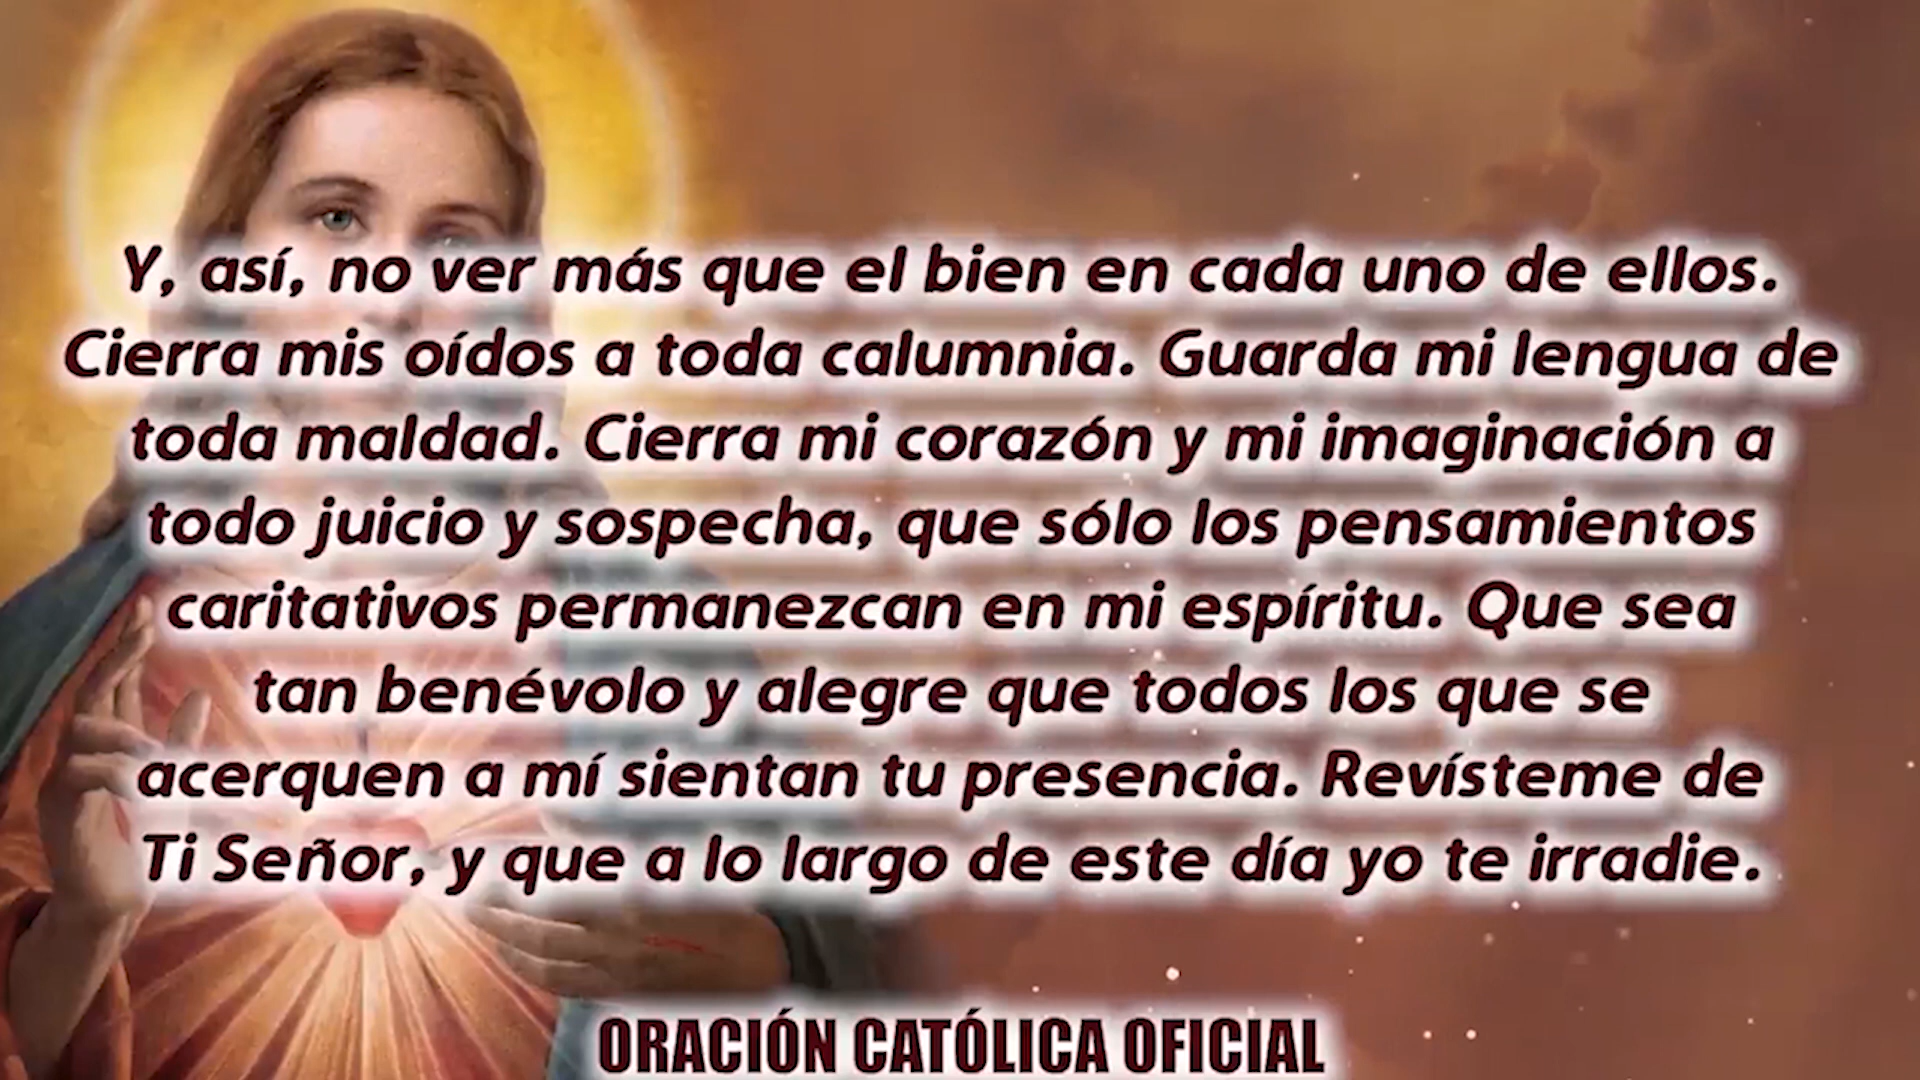 Y, así, no ver más que el bien en cada uno de ellos.
Cierra mis oídos a toda calumnia. Guarda mi lengua de
toda maldad. Cierra mi corazón y mi imaginación a
todo juicio y sospecha, que sólo los pensamientos
caritativos permanezcan en mi espíritu. Que sea
tan benévolo y alegre que todos los que se
acerquen a mí sientan tu presencia. Revísteme de
Ti Señor, y que a lo largo de este día yo te irradie.
ORACIÓN CATÓLICA OFICIAL